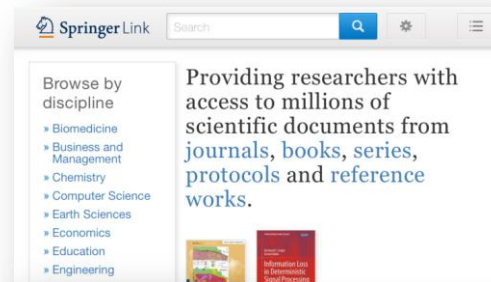 Springer Link
Search
Browse by
discipline
» Biomedicine
» Business and
Management
» Chemistry
» Computer Science
» Earth Sciences
» Economics
» Education
» Engineering
Providing researchers with
access to millions of
scientific documents from
journals, books, series,
protocols and reference
works.
Information Loss
in Deterministic
Signal Processing